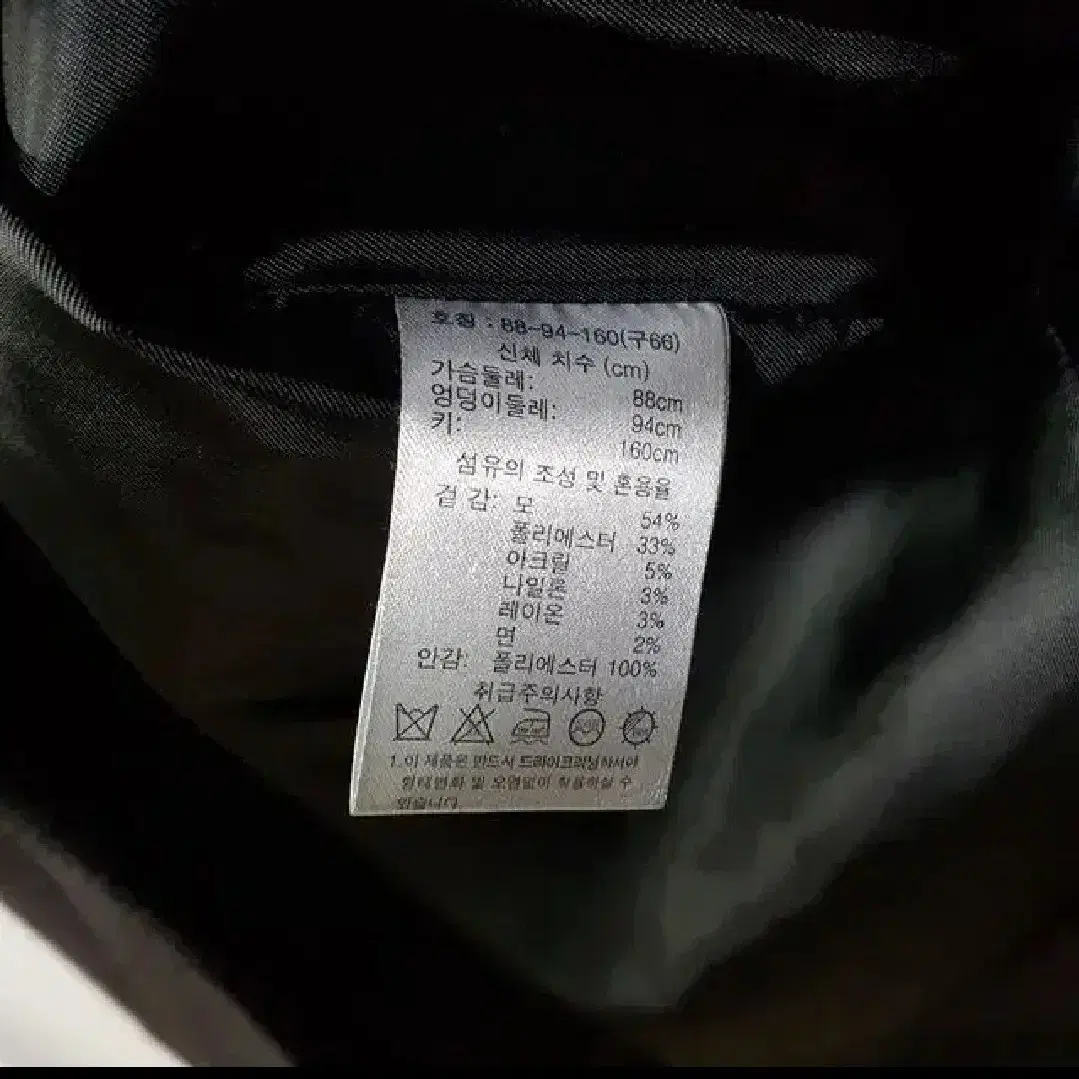 호칭 : 88-94-160(구66)
신체 치수 (cm)
가슴둘레: 88cm
엉덩이둘레: 94cm
키: 160cm
섬유의 조성 및 혼용율
겉 감: 모 54%
폴리에스터 33%
아크릴 5%
나일론 3%
레이온 3%
면 2%
안감: 폴리에스터 100%
취급주의사항
1. 이 제품은 반드시 드라이크리닝하셔야
형태변화 및 오염없이 착용하실 수
있습니다.